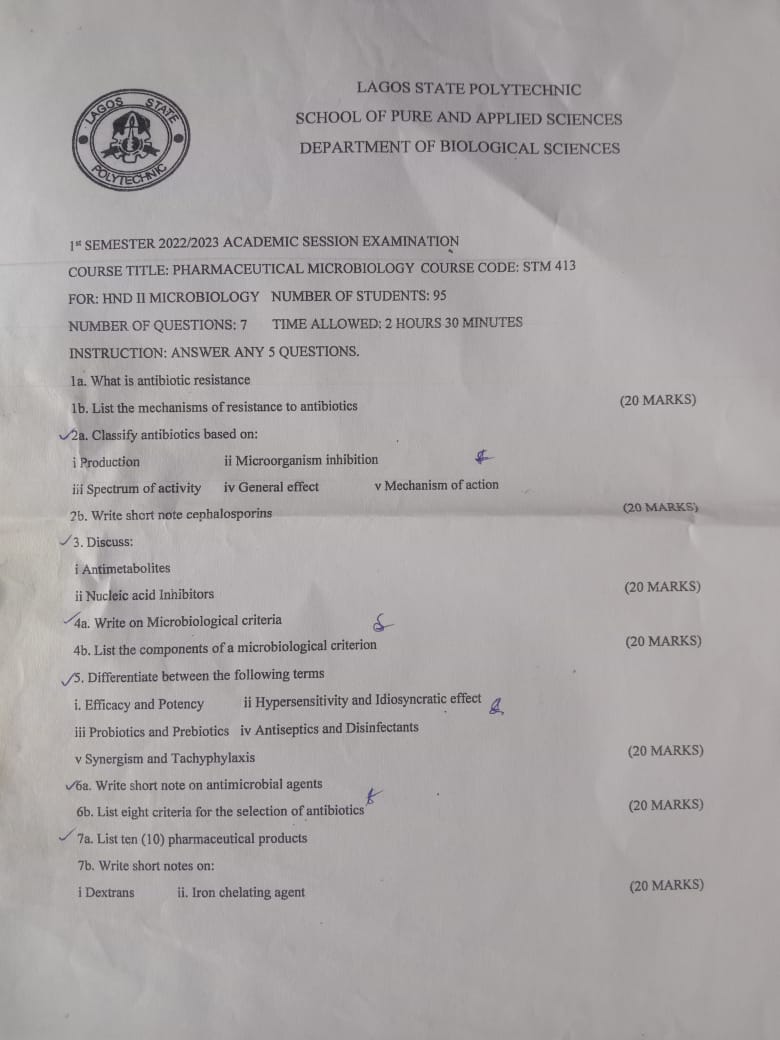 LAGOS STATE
POLYTECHNIC
LAGOS STATE POLYTECHNIC
SCHOOL OF PURE AND APPLIED SCIENCES
DEPARTMENT OF BIOLOGICAL SCIENCES
1st SEMESTER 2022/2023 ACADEMIC SESSION EXAMINATION
COURSE TITLE: PHARMACEUTICAL MICROBIOLOGY COURSE CODE: STM 413
FOR: HND II MICROBIOLOGY NUMBER OF STUDENTS: 95
NUMBER OF QUESTIONS: 7 TIME ALLOWED: 2 HOURS 30 MINUTES
INSTRUCTION: ANSWER ANY 5 QUESTIONS.
1a. What is antibiotic resistance
1b. List the mechanisms of resistance to antibiotics (20 MARKS)
2a. Classify antibiotics based on:
i Production ii Microorganism inhibition
iii Spectrum of activity iv General effect v Mechanism of action
2b. Write short note cephalosporins (20 MARKS)
3. Discuss:
i Antimetabolites
ii Nucleic acid Inhibitors (20 MARKS)
4a. Write on Microbiological criteria
4b. List the components of a microbiological criterion (20 MARKS)
5. Differentiate between the following terms
i. Efficacy and Potency ii Hypersensitivity and Idiosyncratic effect
iii Probiotics and Prebiotics iv Antiseptics and Disinfectants
v Synergism and Tachyphylaxis (20 MARKS)
6a. Write short note on antimicrobial agents
6b. List eight criteria for the selection of antibiotics (20 MARKS)
7a. List ten (10) pharmaceutical products
7b. Write short notes on:
i Dextrans ii. Iron chelating agent (20 MARKS)